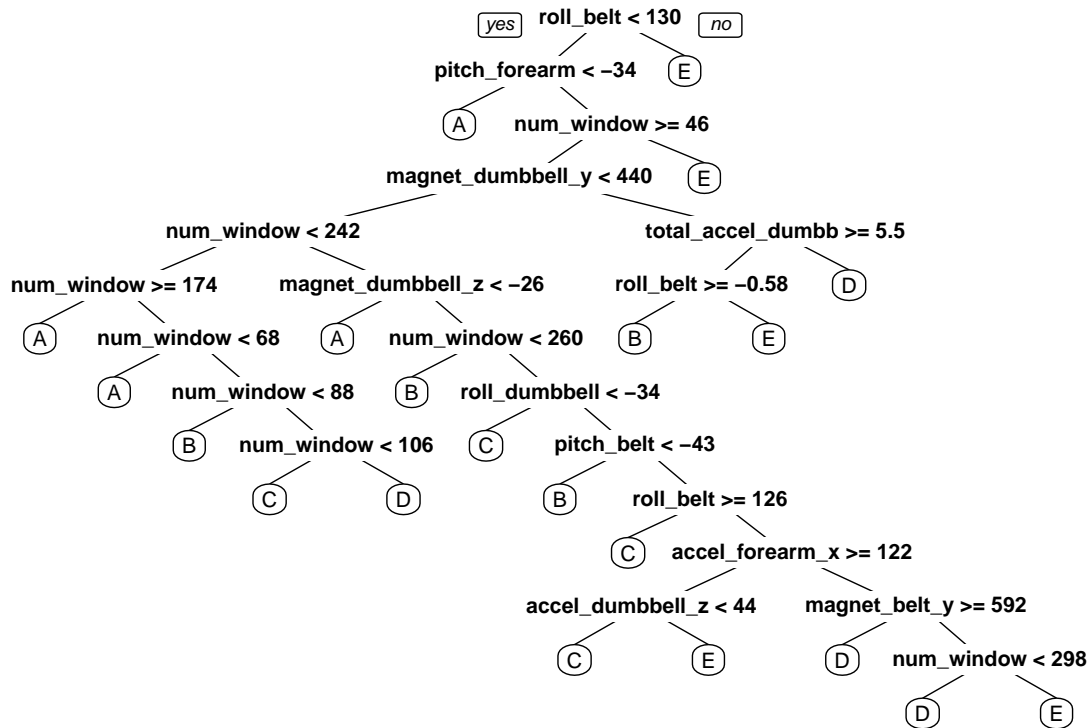 yes roll_belt < 130 no
pitch_forearm < −34 E
A num_window >= 46
magnet_dumbbell_y < 440 E
num_window < 242 total_accel_dumbb >= 5.5
num_window >= 174 magnet_dumbbell_z < −26 roll_belt >= −0.58 D
A num_window < 68 A num_window < 260 B E
A num_window < 88 B roll_dumbbell < −34
B num_window < 106 C pitch_belt < −43
C D B roll_belt >= 126
C accel_forearm_x >= 122
accel_dumbbell_z < 44 magnet_belt_y >= 592
C E D num_window < 298
D E